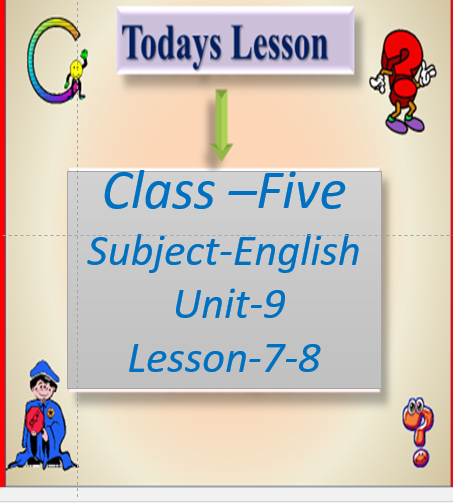 Todays Lesson
Class –Five
Subject-English
Unit-9
Lesson-7-8